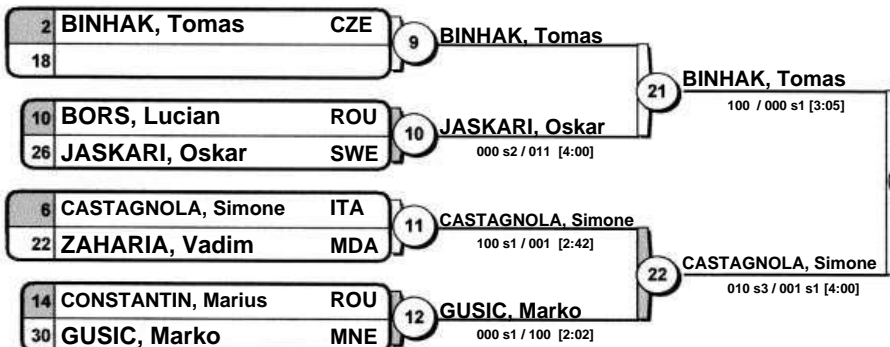 2 BINHAK, Tomas CZE
18
9
BINHAK, Tomas
10 BORS, Lucian ROU
26 JASKARI, Oskar SWE
10
JASKARI, Oskar
000 s2 / 011 [4:00]
21
BINHAK, Tomas
100 / 000 s1 [3:05]
6 CASTAGNOLA, Simone ITA
22 ZAHARIA, Vadim MDA
11
CASTAGNOLA, Simone
100 s1 / 001 [2:42]
14 CONSTANTIN, Marius ROU
30 GUSIC, Marko MNE
12
GUSIC, Marko
000 s1 / 100 [2:02]
22
CASTAGNOLA, Simone
010 s3 / 001 s1 [4:00]